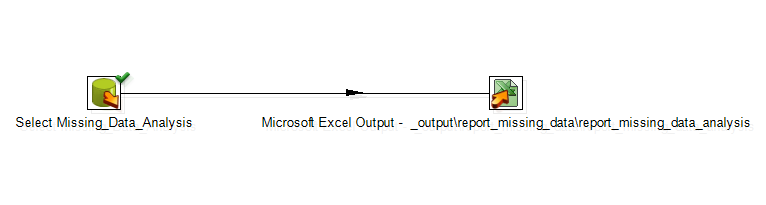 Select Missing_Data_Analysis
Microsoft Excel Output -  _output\report_missing_data\report_missing_data_analysis